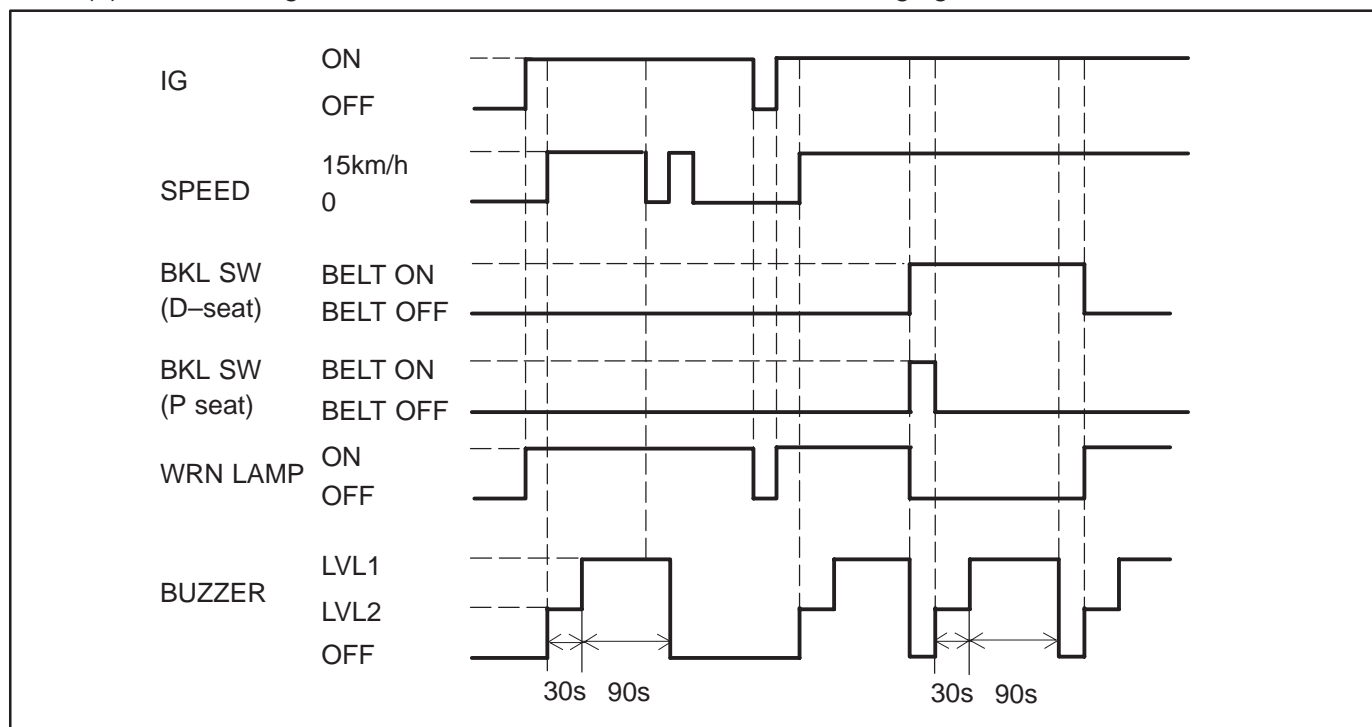 ON
IG
OFF
15km/h
SPEED
0
BKL SW BELT ON
(D–seat) BELT OFF
BKL SW BELT ON
(P seat) BELT OFF
ON
WRN LAMP
OFF
LVL1
BUZZER
LVL2
OFF
30s 90s 30s 90s